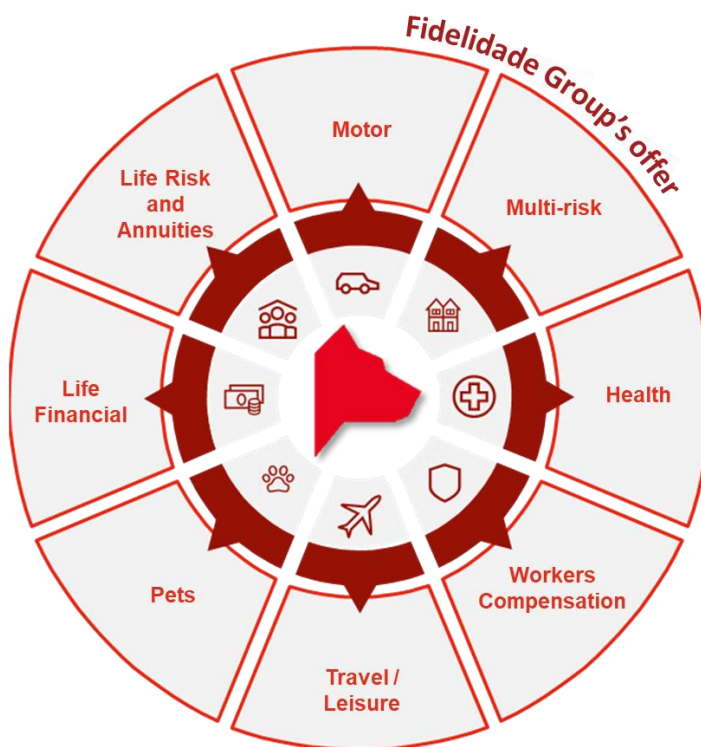 Fidelidade Group's offer
Motor
Multi-risk
Health
Workers
Compensation
Travel /
Leisure
Pets
Life
Financial
Life Risk
and
Annuities